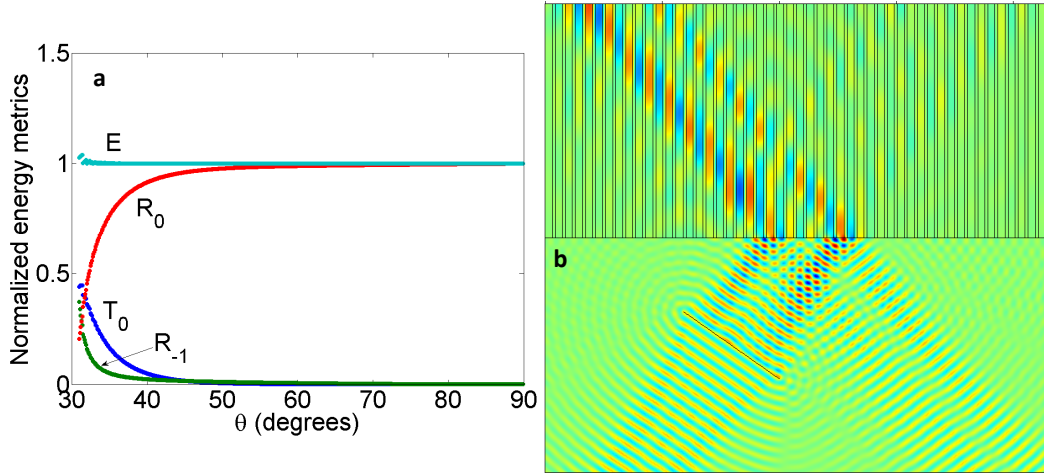 1.5
1
0.5
0
30
40
50
60
70
80
90
Normalized energy metrics
θ (degrees)
a
E
R0
T0
R-1
b